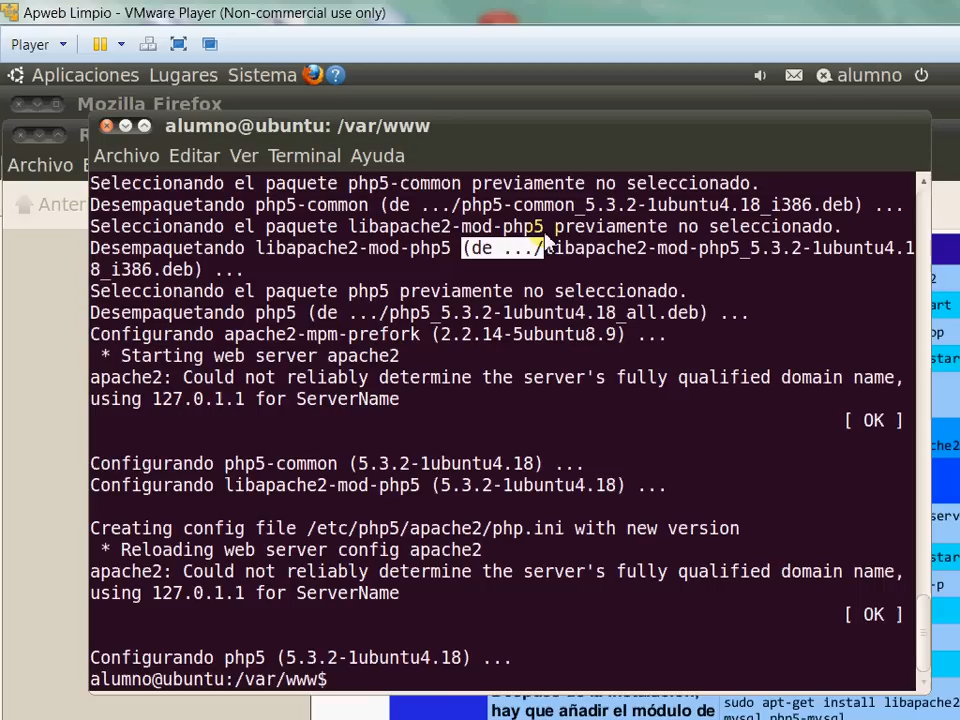 Apweb Limpio - VMware Player (Non-commercial use only)
Player
Aplicaciones Lugares Sistema ? alumno
Mozilla Firefox
alumno@ubuntu: /var/www
Archivo
Archivo Editar Ver Terminal Ayuda
Anter
Seleccionando el paquete php5-common previamente no seleccionado.
Desempaquetando php5-common (de .../php5-common_5.3.2-1ubuntu4.18_i386.deb) ...
Seleccionando el paquete libapache2-mod-php5 previamente no seleccionado.
Desempaquetando libapache2-mod-php5 (de .../libapache2-mod-php5_5.3.2-1ubuntu4.1
8_i386.deb) ...
Seleccionando el paquete php5 previamente no seleccionado.
Desempaquetando php5 (de .../php5_5.3.2-1ubuntu4.18_all.deb) ...
Configurando apache2-mpm-prefork (2.2.14-5ubuntu8.9) ...
* Starting web server apache2
apache2: Could not reliably determine the server's fully qualified domain name,
using 127.0.1.1 for ServerName
[ OK ]
Configurando php5-common (5.3.2-1ubuntu4.18) ...
Configurando libapache2-mod-php5 (5.3.2-1ubuntu4.18) ...
Creating config file /etc/php5/apache2/php.ini with new version
* Reloading web server config apache2
apache2: Could not reliably determine the server's fully qualified domain name,
using 127.0.1.1 for ServerName
[ OK ]
Configurando php5 (5.3.2-1ubuntu4.18) ...
alumno@ubuntu:/var/www$
hay que añadir el módulo de
sudo apt-get install libapache2
mysql php5-mysql